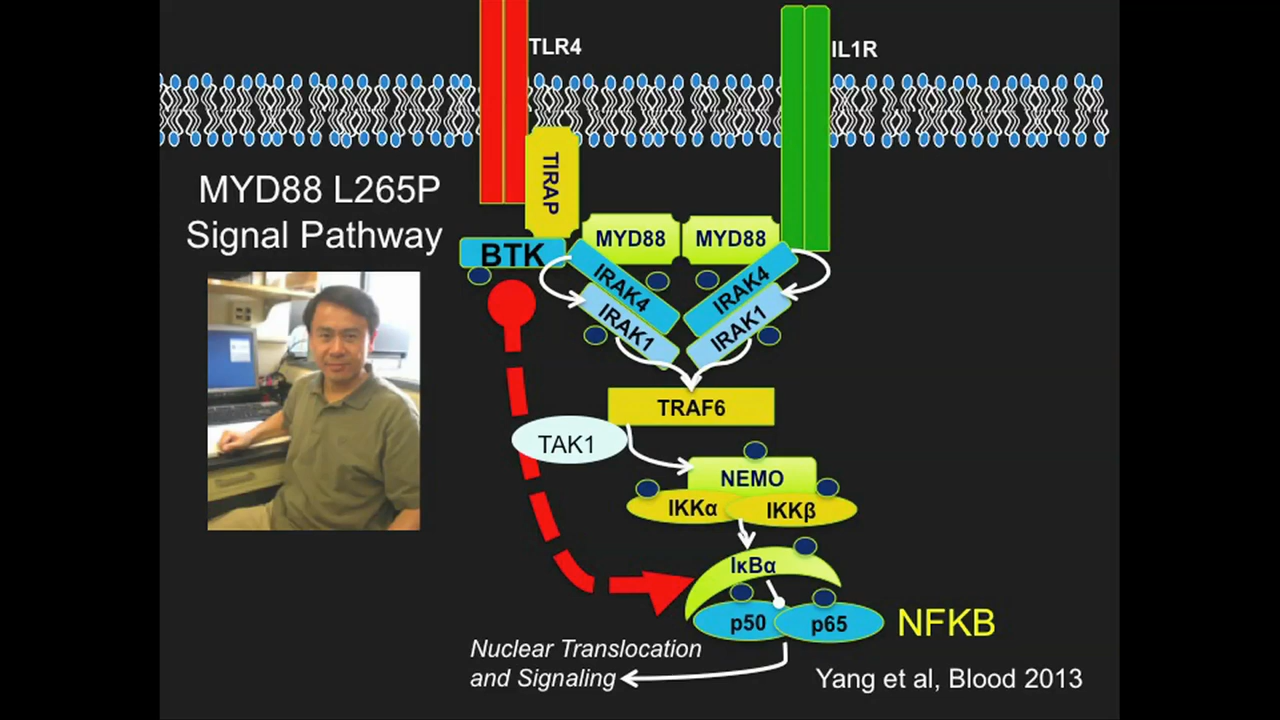 TLR4
IL1R
TIRAP
MYD88 L265P
Signal Pathway
MYD88
MYD88
BTK
IRAK4
IRAK4
IRAK1
IRAK1
TRAF6
TAK1
NEMO
IKKα
IKKβ
IκBα
p50
p65
NFKB
Nuclear Translocation
and Signaling
Yang et al, Blood 2013